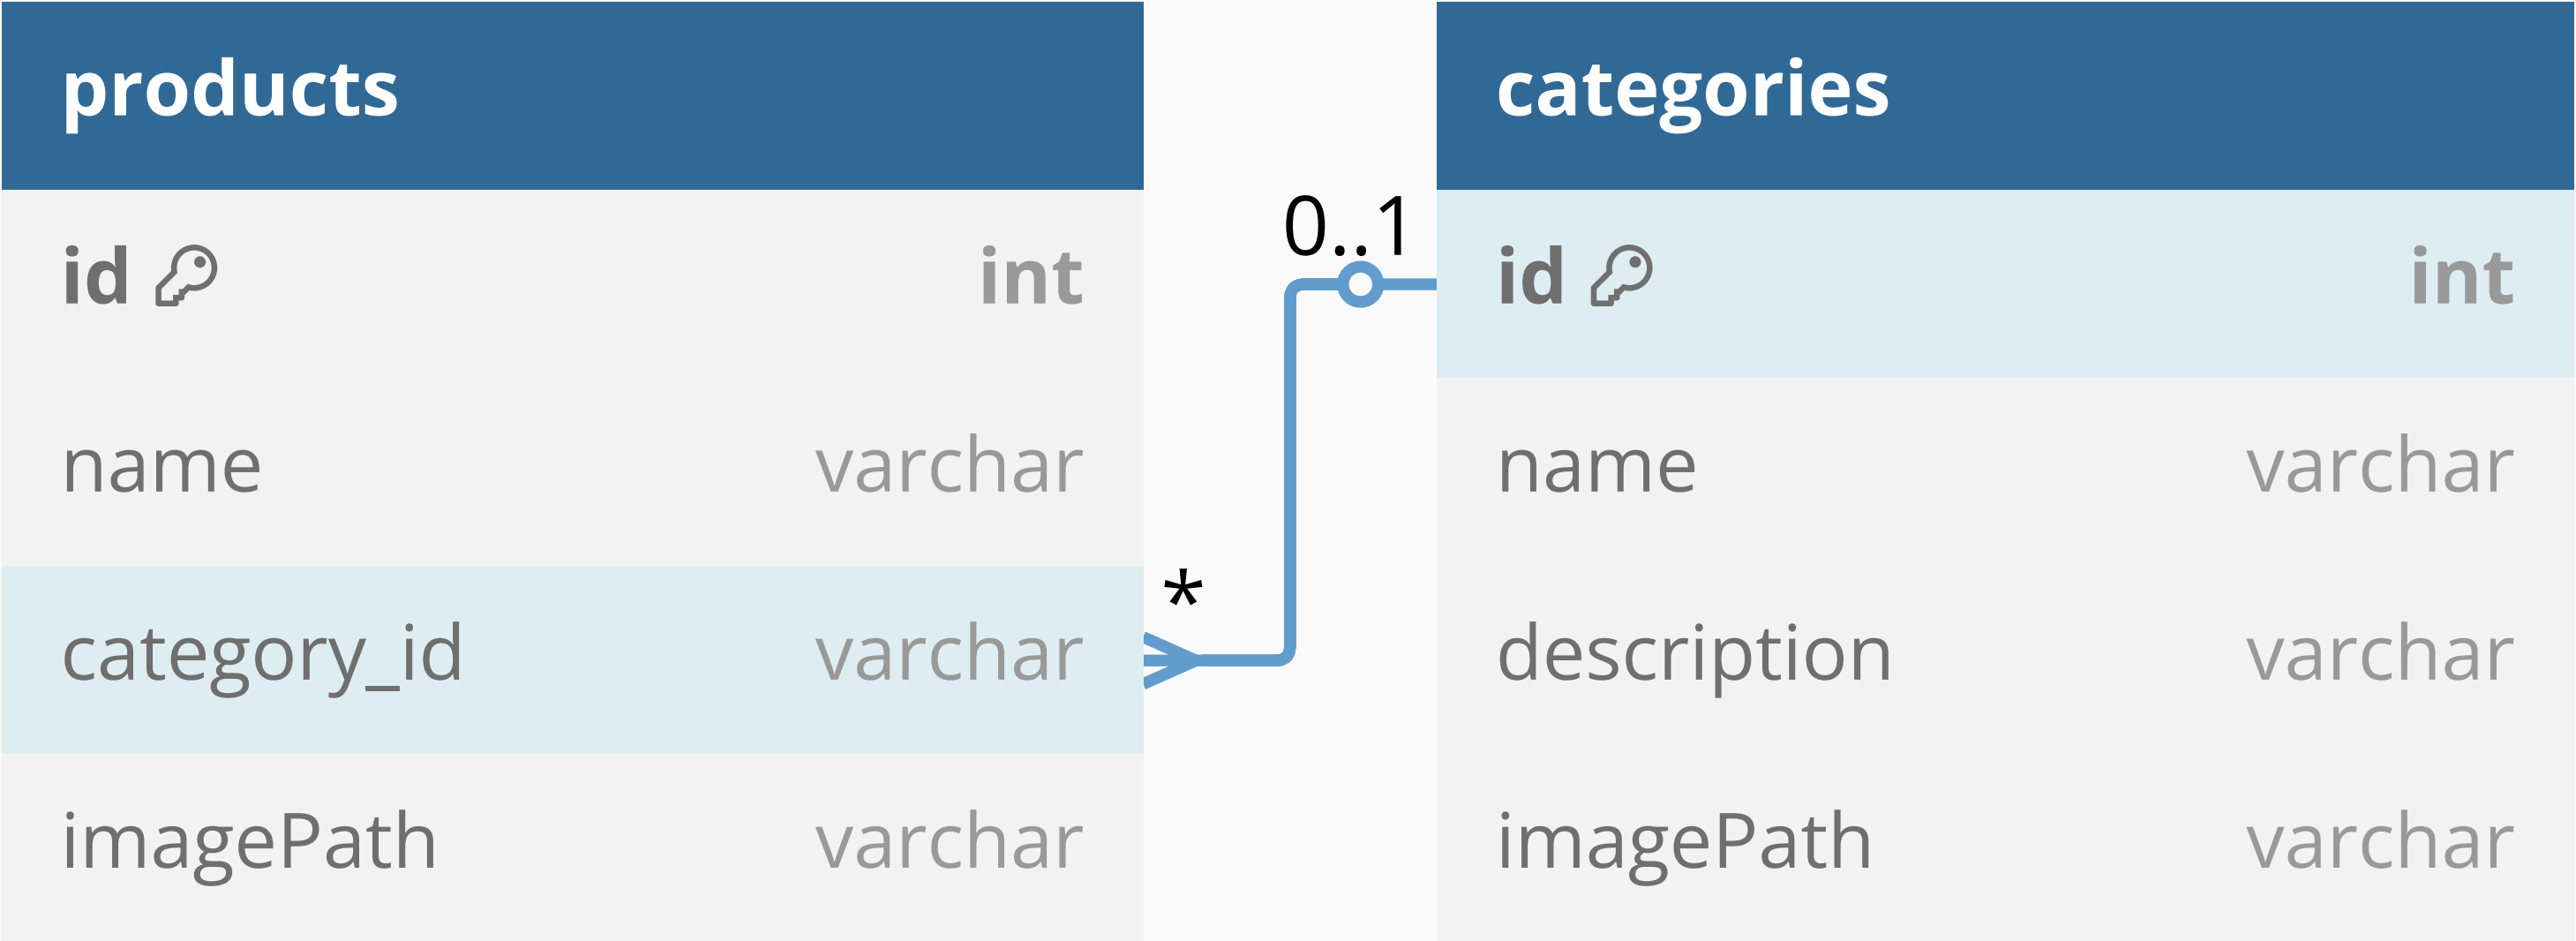 products
id int
name varchar
category_id varchar
imagePath varchar
0..1
*
categories
id int
name varchar
description varchar
imagePath varchar